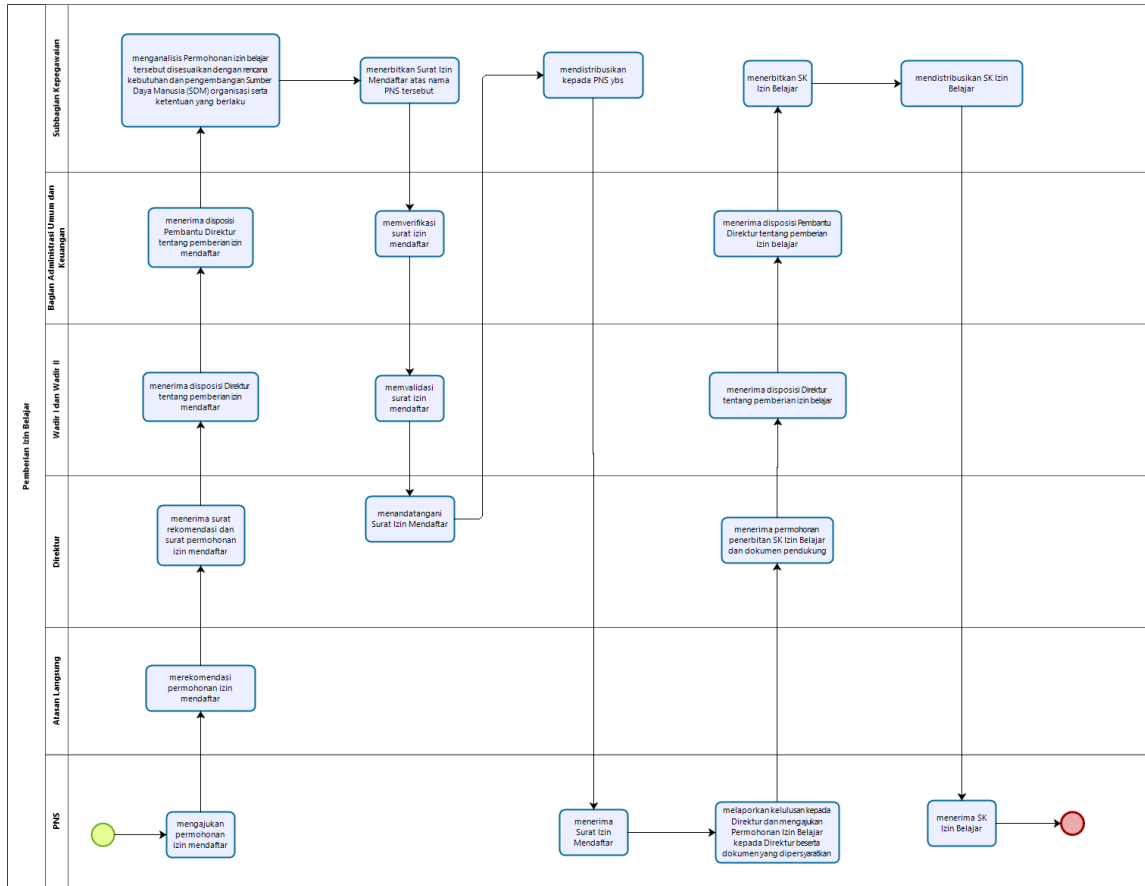 Pemberian Izin Belajar
Subbagian Kepegawaian
menganalisis Permohonan izin belajar
tersebut disesuaikan dengan rencana
kebutuhan dan pengembangan Sumber
Daya Manusia (SDM) organisasi serta
ketentuan yang berlaku
menerbitkan Surat Izin
Mendaftar atas nama
PNS tersebut
mendistribusikan
kepada PNS ybs
menerbitkan SK
Izin Belajar
mendistribusikan SK Izin
Belajar
Bagian Administrasi Umum dan
Keuangan
menerima disposisi
Pembantu Direktur
tentang pemberian izin
mendaftar
memverifikasi
surat izin
mendaftar
menerima disposisi Pembantu
Direktur tentang pemberian
izin belajar
Wadir I dan Wadir II
menerima disposisi Direktur
tentang pemberian izin
mendaftar
memvalidasi
surat izin
mendaftar
menerima disposisi Direktur
tentang pemberian izin belajar
Direktur
menerima surat
rekomendasi dan
surat permohonan
izin mendaftar
menandatangani
Surat Izin Mendaftar
menerima permohonan
penerbitan SK Izin Belajar
dan dokumen pendukung
Atasan Langsung
merekomendasi
permohonan izin
mendaftar
PNS
mengajukan
permohonan
izin mendaftar
menerima
Surat Izin
Mendaftar
melaporkan kelulusan kepada
Direktur dan mengajukan
Permohonan Izin Belajar
kepada Direktur beserta
dokumen yang dipersyaratkan
menerima SK
Izin Belajar